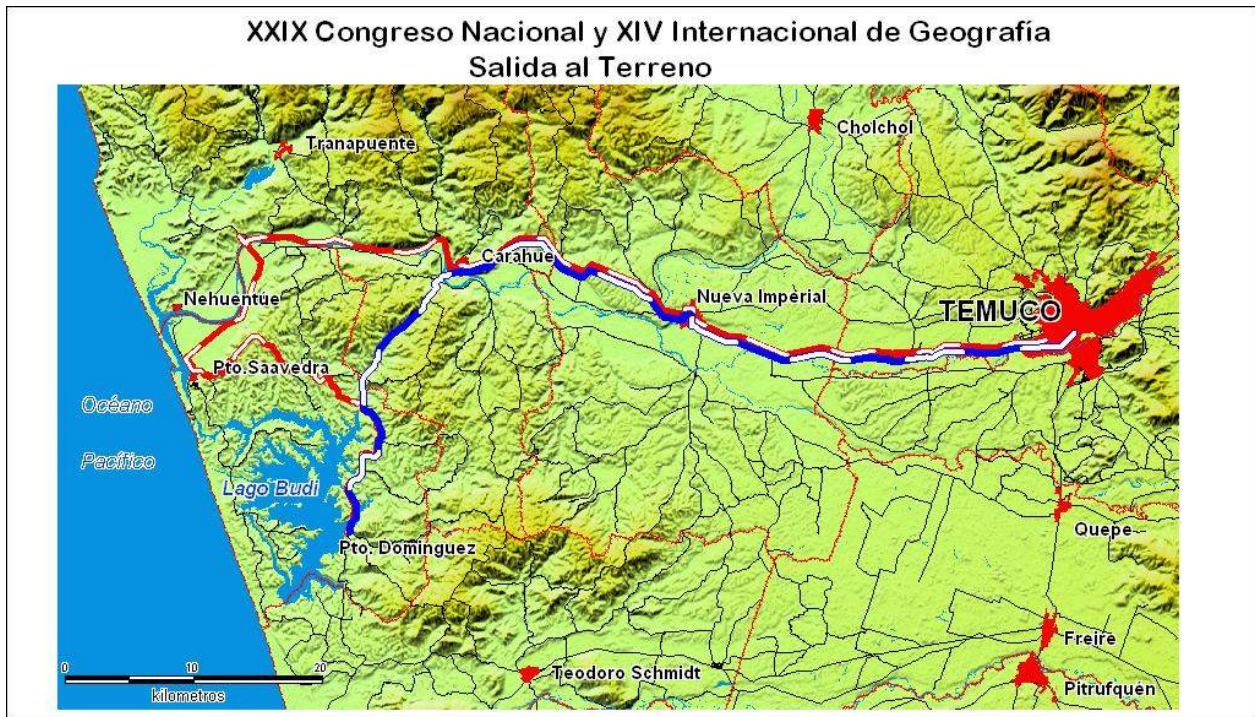 XXIX Congreso Nacional y XIV Internacional de Geografía
Salida al Terreno
Cholchol
Tranapuente
Carahue
Nehuentúe
Nueva Imperial
TEMUCO
Pto.Saavedra
Océano
Pacífico
Lago Budi
Quepe
Pto. Dominguez
Freire
Teodoro Schmidt
Pitrufquén
0 10 20
kilometros